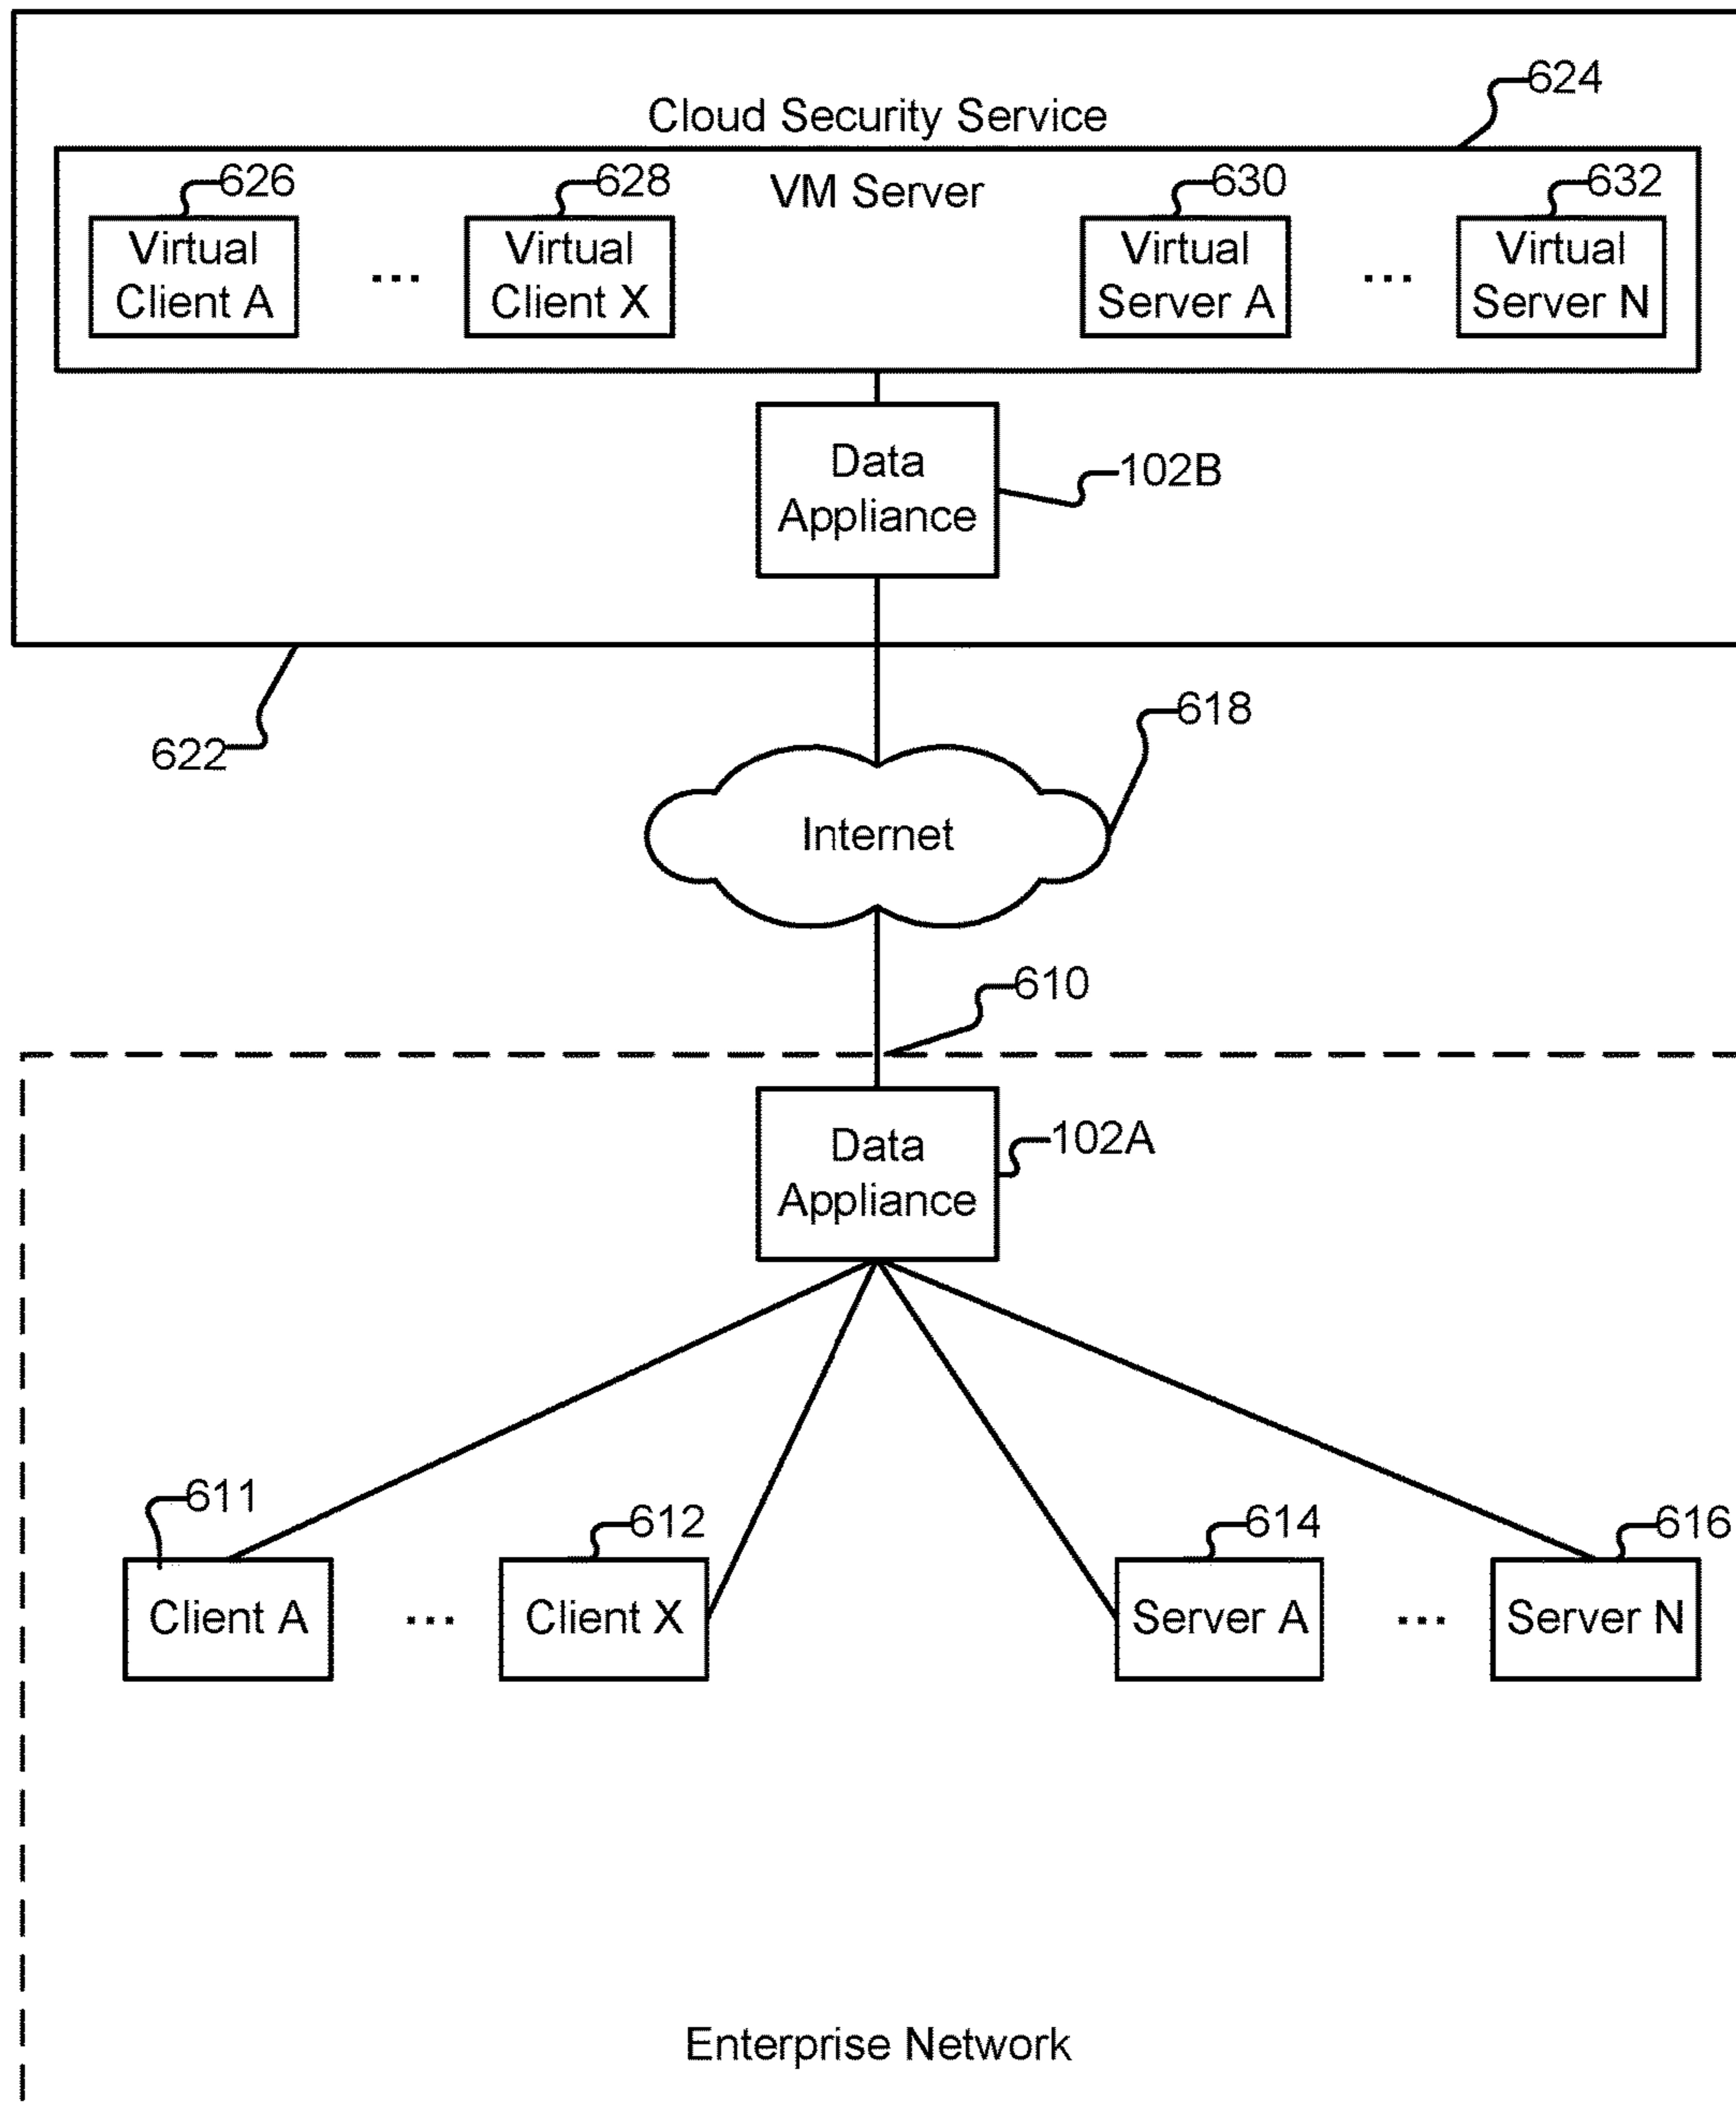 624
Cloud Security Service
626
628
VM Server
630
632
Virtual
Client A
...
Virtual
Client X
Virtual
Server A
...
Virtual
Server N
Data
Appliance
102B
618
622
Internet
610
Data
Appliance
102A
611
612
614
616
Client A
...
Client X
Server A
...
Server N
Enterprise Network